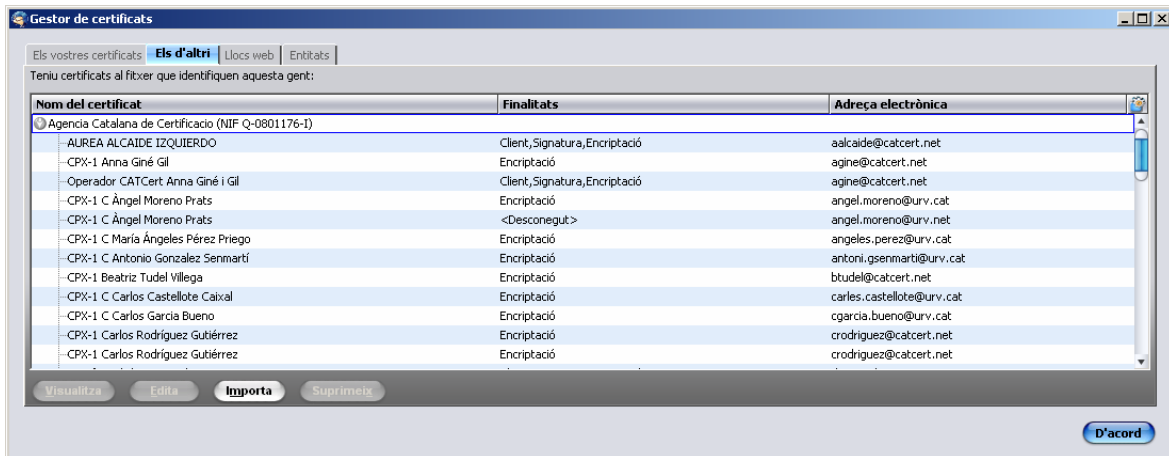 Gestor de certificats
Els vostres certificats Els d'altri Llocs web Entitats
Teniu certificats al fitxer que identifiquen aquesta gent:
Nom del certificat Finalitats Adreça electrònica
Agencia Catalana de Certificacio (NIF Q-0801176-I)
AUREA ALCAIDE IZQUIERDO Client,Signatura,Encriptació aalcaide@catcert.net
CPX-1 Anna Giné Gil Encriptació agine@catcert.net
Operador CATCert Anna Giné i Gil Client,Signatura,Encriptació agine@catcert.net
CPX-1 C Àngel Moreno Prats Encriptació angel.moreno@urv.cat
CPX-1 C Àngel Moreno Prats <Desconegut> angel.moreno@urv.net
CPX-1 C María Ángeles Pérez Priego Encriptació angeles.perez@urv.cat
CPX-1 C Antonio Gonzalez Senmartí Encriptació antoni.gsenmarti@urv.cat
CPX-1 Beatriz Tudel Villega Encriptació btudel@catcert.net
CPX-1 C Carlos Castellote Caixal Encriptació carles.castellote@urv.cat
CPX-1 C Carlos Garcia Bueno Encriptació cgarcia.bueno@urv.cat
CPX-1 Carlos Rodríguez Gutiérrez Encriptació crodriguez@catcert.net
CPX-1 Carlos Rodríguez Gutiérrez Encriptació crodriguez@catcert.net
Visualitza Edita Importa Suprimeix
D'acord